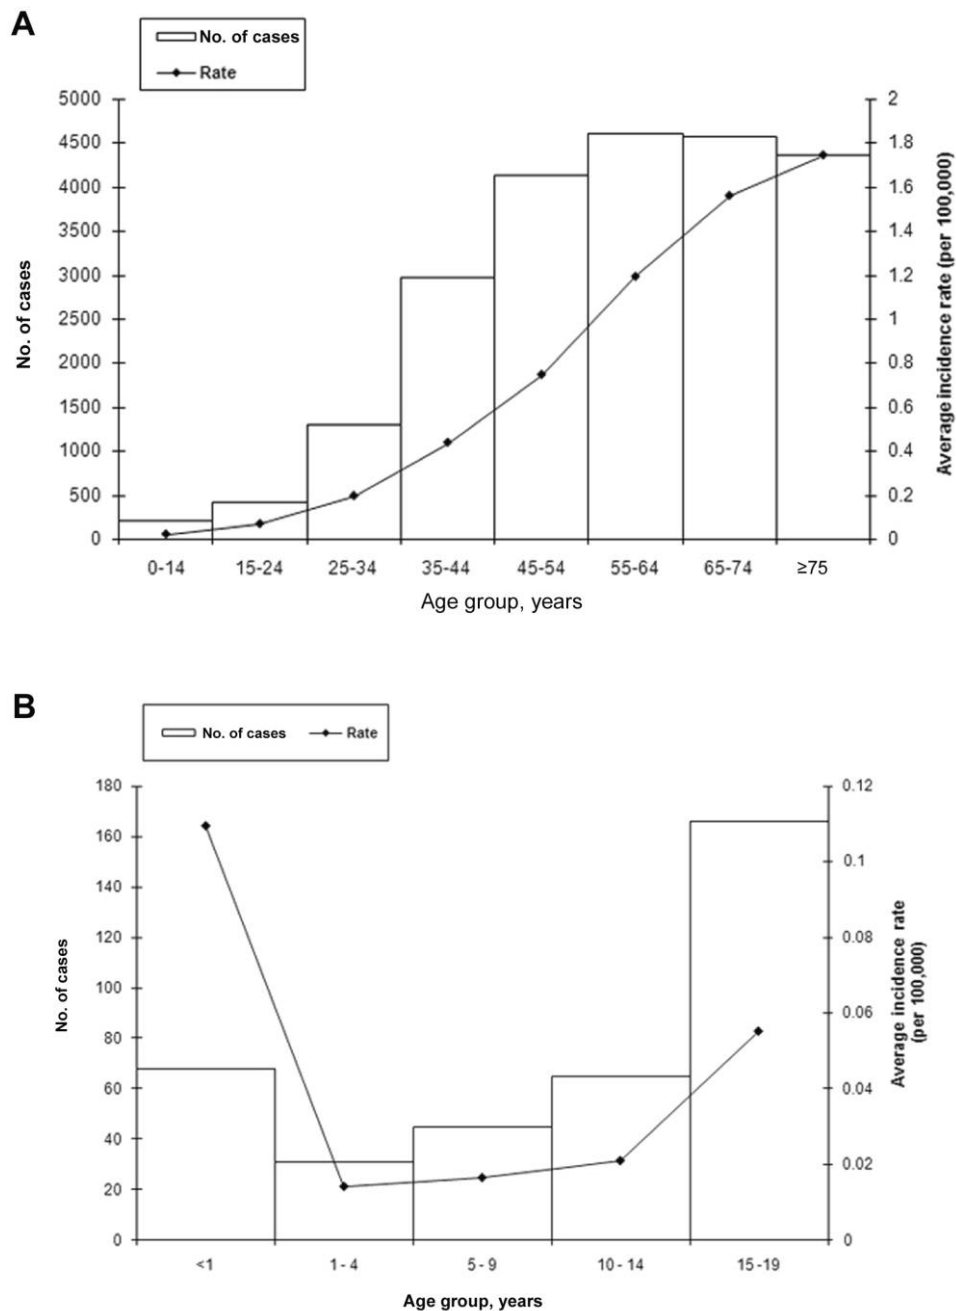 A
No. of cases
Rate
5000
4500
4000
3500
3000
2500
2000
1500
1000
500
0
No. of cases
2
1.8
1.6
1.4
1.2
1
0.8
0.6
0.4
0.2
0
Average incidence rate (per 100,000)
0-14 15-24 25-34 35-44 45-54 55-64 65-74 ≥75
Age group, years
B
No. of cases Rate
180
160
140
120
100
80
60
40
20
0
No. of cases
0.12
0.1
0.08
0.06
0.04
0.02
0
Average incidence rate
(per 100,000)
<1 1 - 4 5 - 9 10 - 14 15 -19
Age group, years